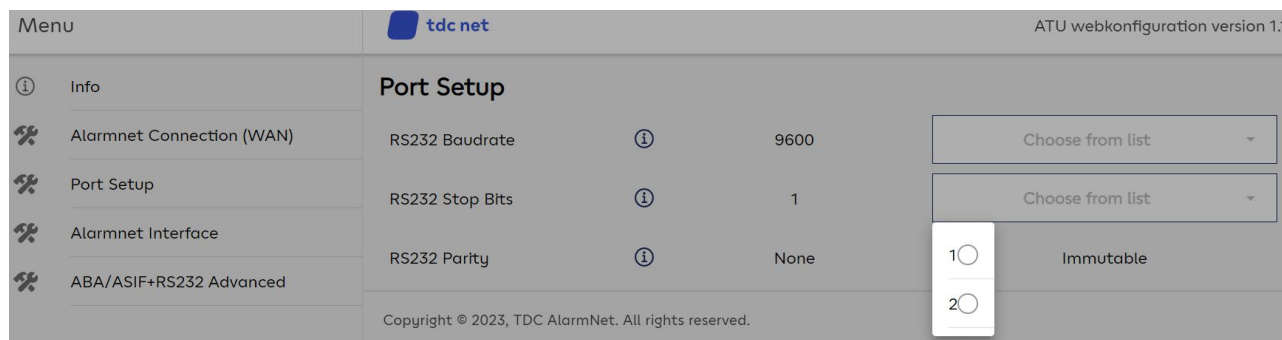 Menu
tdc net
ATU webkonfiguration version 1.
Info
Alarmnet Connection (WAN)
Port Setup
Alarmnet Interface
ABA/ASIF+RS232 Advanced
Port Setup
RS232 Baudrate 9600 Choose from list
RS232 Stop Bits 1 Choose from list
RS232 Parity None Immutable
1
2
Copyright © 2023, TDC AlarmNet. All rights reserved.